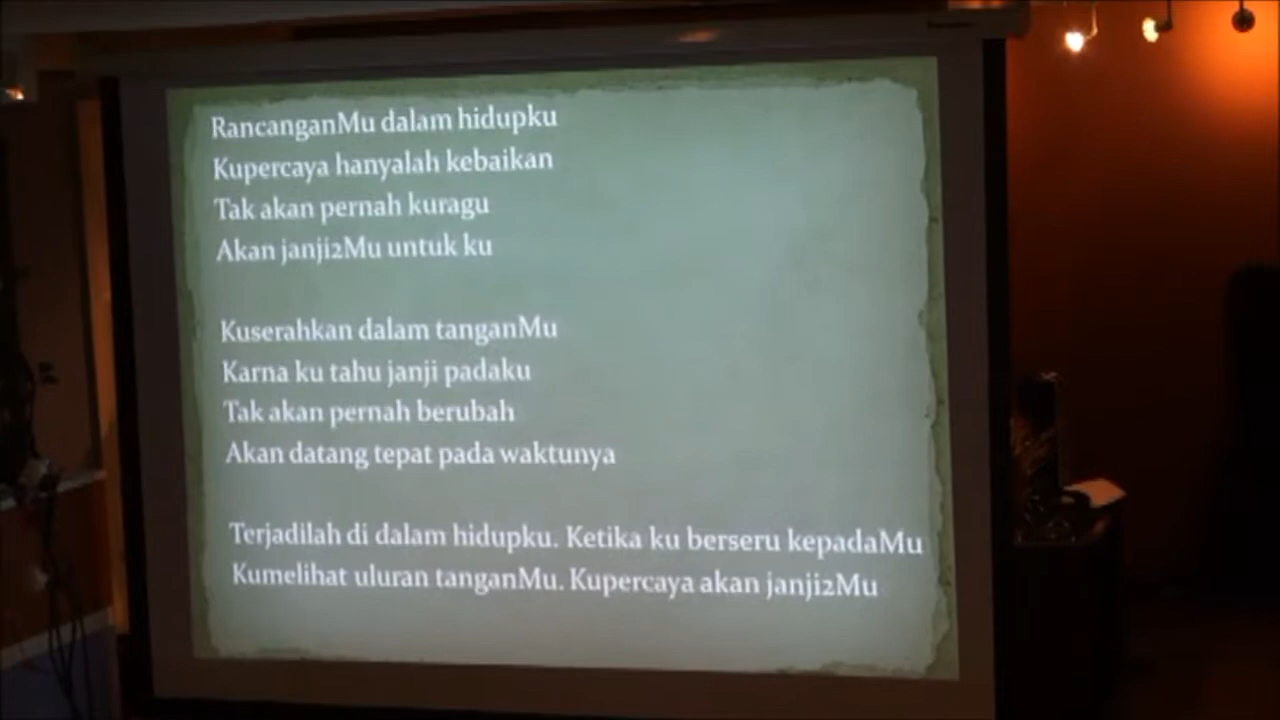 RancanganMu dalam hidupku
Kupercaya hanyalah kebaikan
Tak akan pernah kuragu
Akan janji2Mu untuk ku
Kuserahkan dalam tanganMu
Karna ku tahu janji padaku
Tak akan pernah berubah
Akan datang tepat pada waktunya
Terjadilah di dalam hidupku. Ketika ku berseru kepadaMu
Kumelihat uluran tanganMu. Kupercaya akan janji2Mu